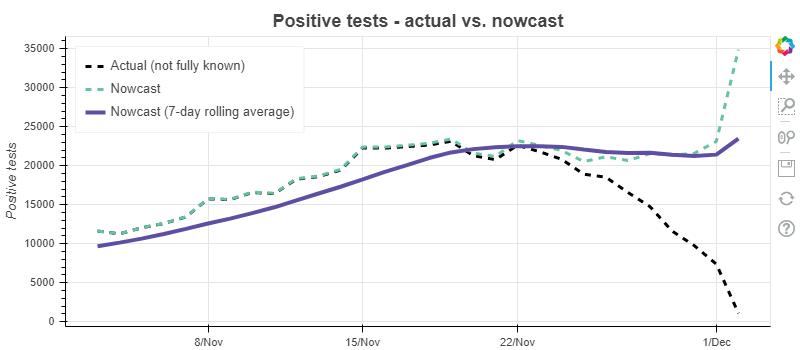 Positive tests - actual vs. nowcast
Actual (not fully known)
Nowcast
Nowcast (7-day rolling average)
Positive tests
35000
30000
25000
20000
15000
10000
5000
0
8/Nov
15/Nov
22/Nov
1/Dec